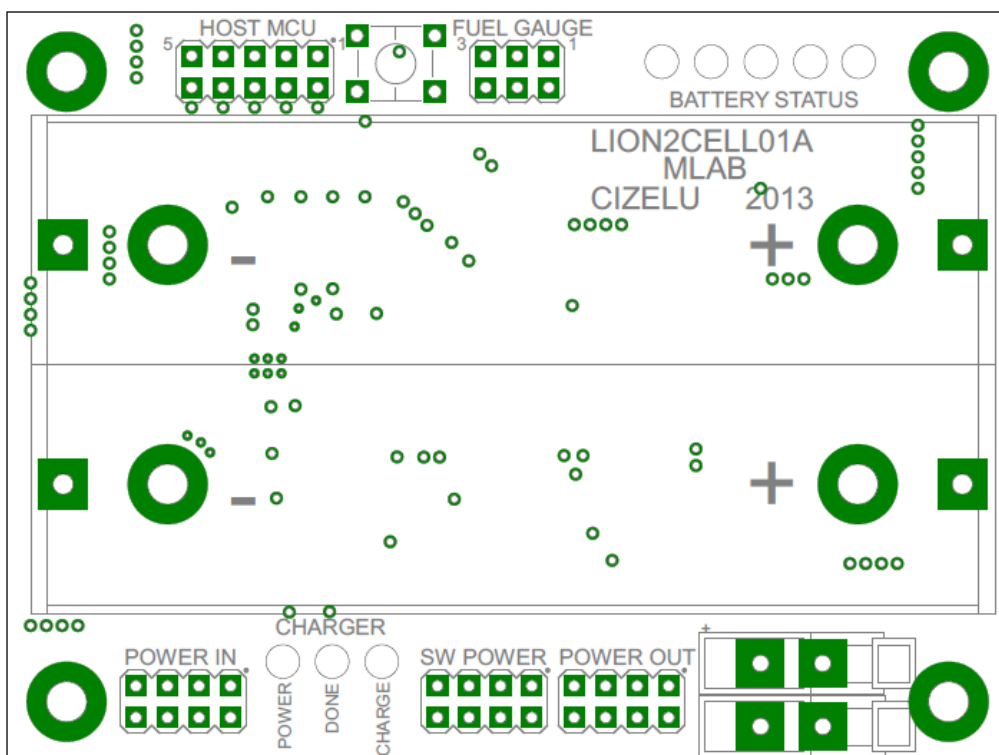 HOST MCU
5 1
FUEL GAUGE
3 1
BATTERY STATUS
LION2CELL01A
MLAB
CIZELU 2013
- +
- +
CHARGER
+
POWER IN
SW POWER
POWER OUT
POWER
DONE
CHARGE